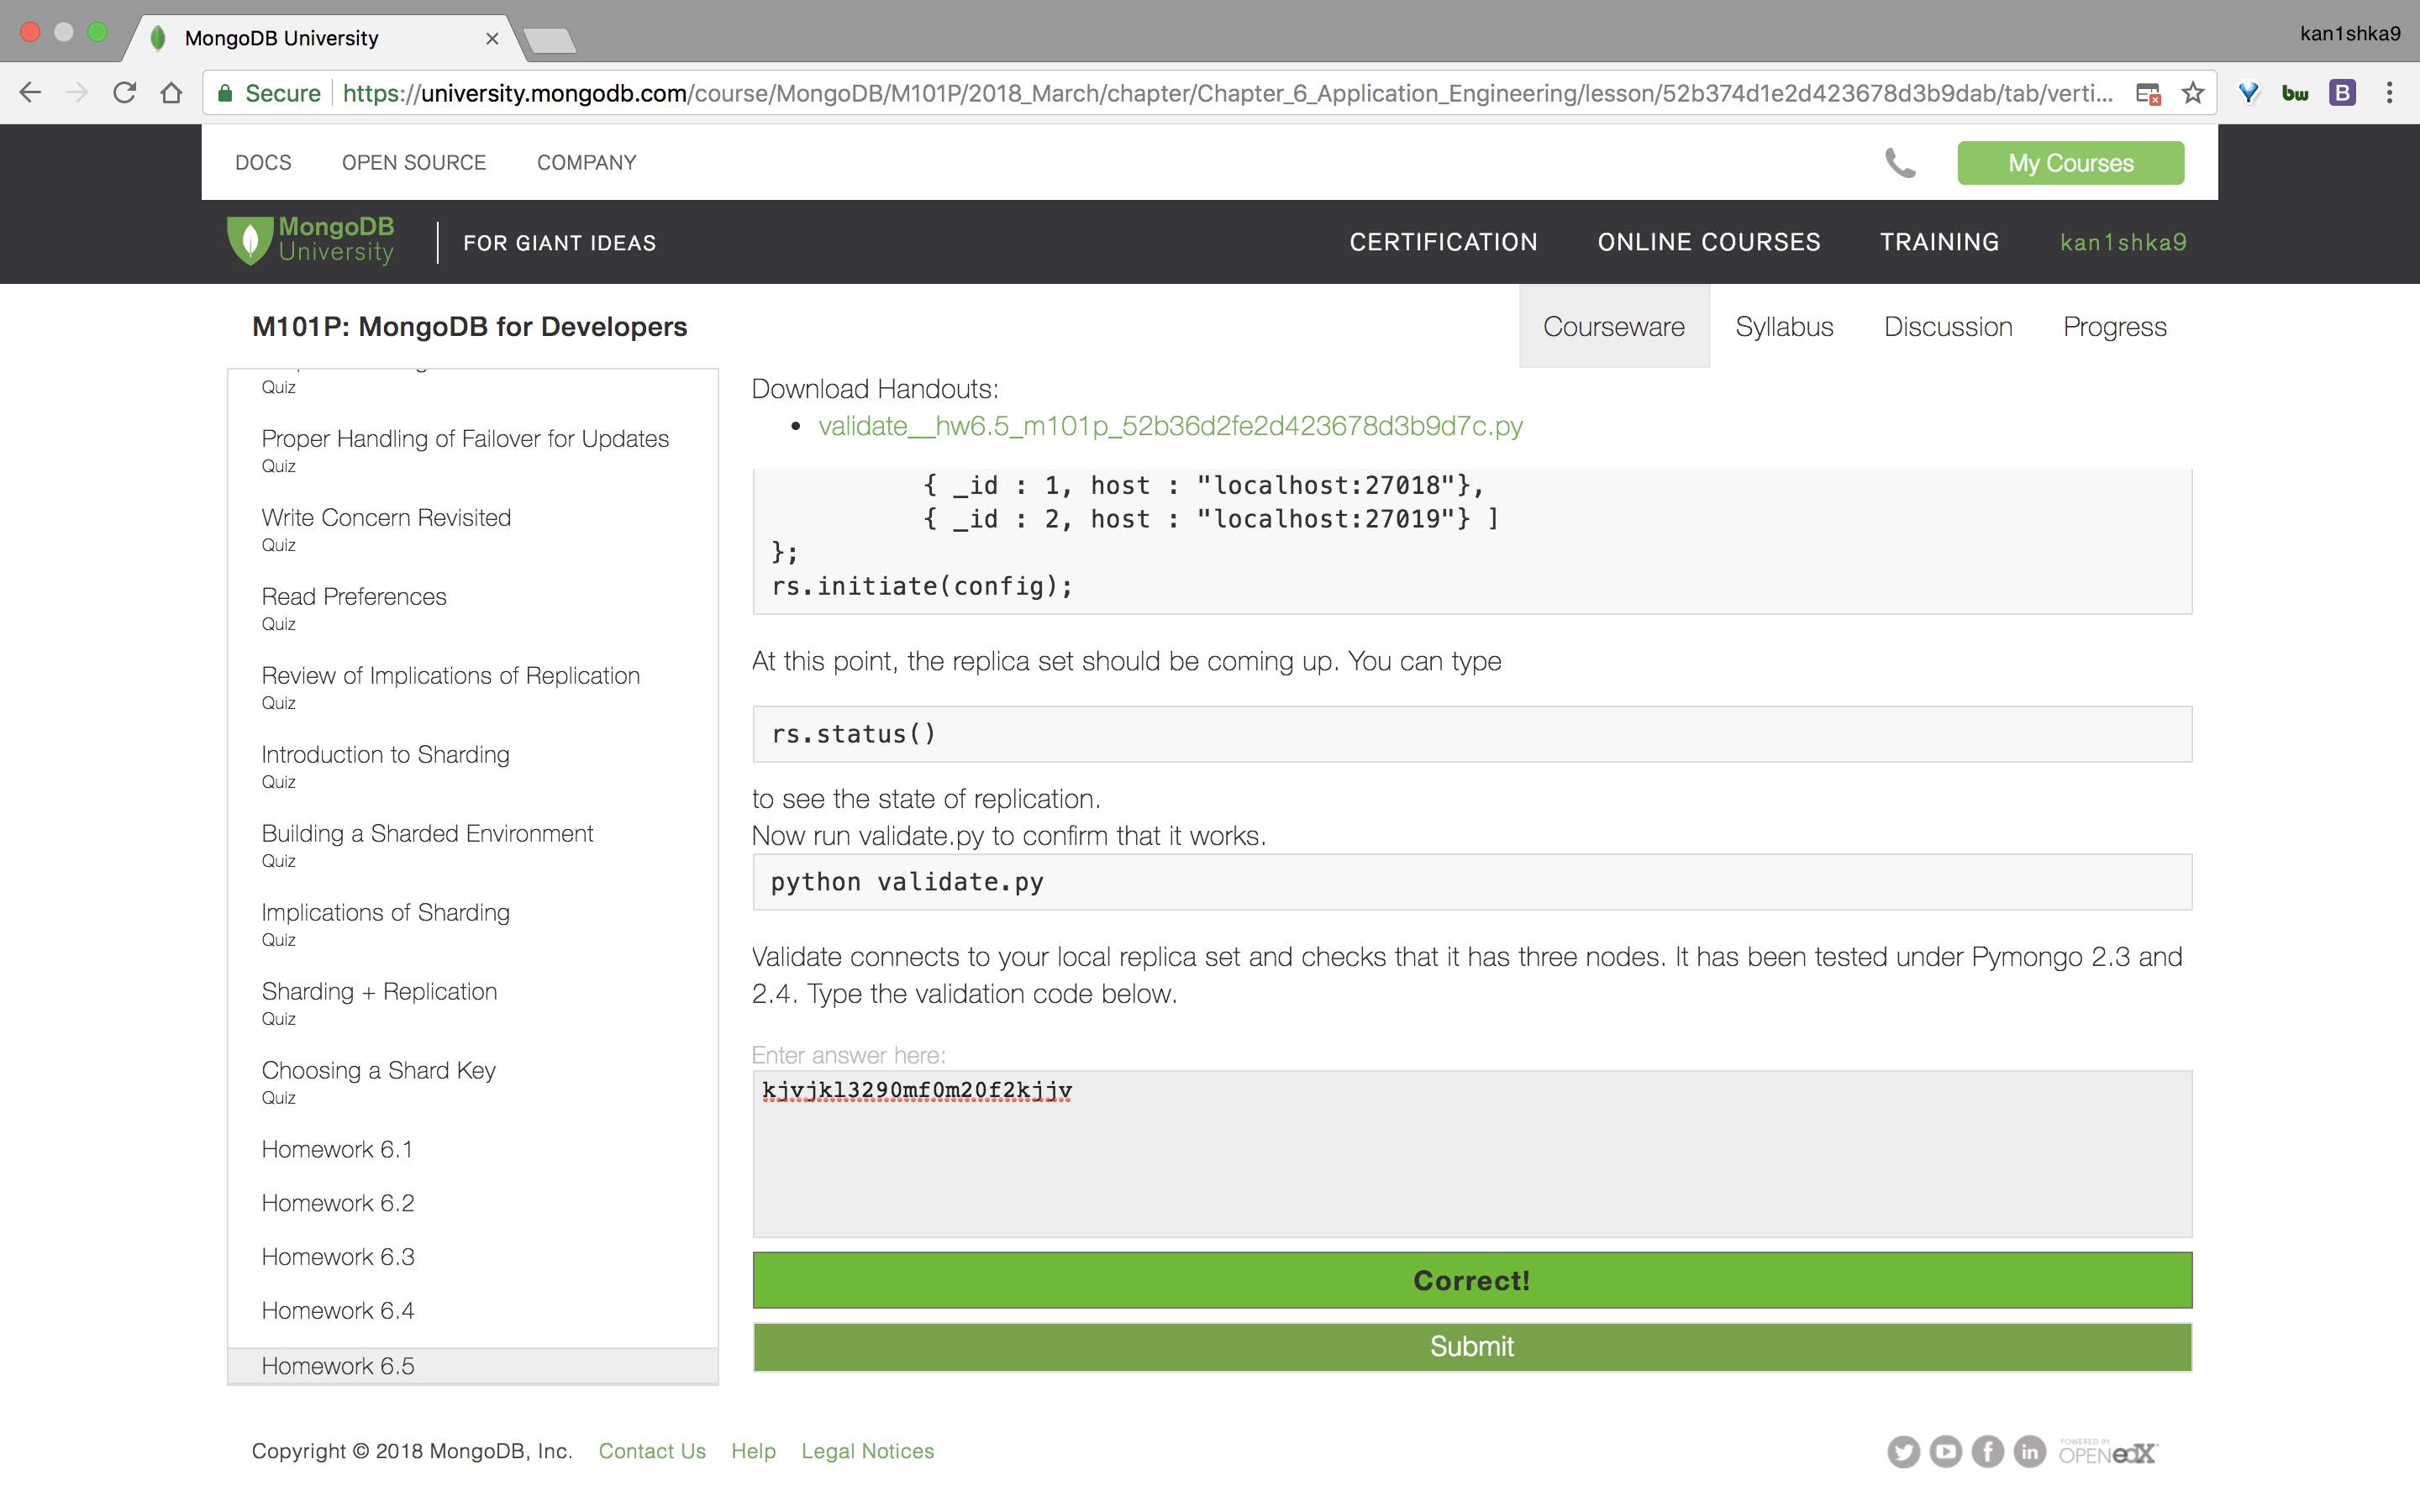 MongoDB University
kan1shka9
Secure https://university.mongodb.com/course/MongoDB/M101P/2018_March/chapter/Chapter_6_Application_Engineering/lesson/52b374d1e2d423678d3b9dab/tab/verti...
bw
B
DOCS
OPEN SOURCE
COMPANY
My Courses
MongoDB
University
FOR GIANT IDEAS
CERTIFICATION
ONLINE COURSES
TRAINING
kan1shka9
M101P: MongoDB for Developers
Courseware
Syllabus
Discussion
Progress
Quiz
Proper Handling of Failover for Updates
Quiz
Write Concern Revisited
Quiz
Read Preferences
Quiz
Review of Implications of Replication
Quiz
Introduction to Sharding
Quiz
Building a Sharded Environment
Quiz
Implications of Sharding
Quiz
Sharding + Replication
Quiz
Choosing a Shard Key
Quiz
Homework 6.1
Homework 6.2
Homework 6.3
Homework 6.4
Homework 6.5
Download Handouts:
validate__hw6.5_m101p_52b36d2fe2d423678d3b9d7c.py
{ _id : 1, host : "localhost:27018"},
{ _id : 2, host : "localhost:27019"} ]
};
rs.initiate(config);
At this point, the replica set should be coming up. You can type
rs.status()
to see the state of replication.
Now run validate.py to confirm that it works.
python validate.py
Validate connects to your local replica set and checks that it has three nodes. It has been tested under Pymongo 2.3 and
2.4. Type the validation code below.
Enter answer here:
kjvjkl3290mf0m20f2kjjv
Correct!
Submit
Copyright © 2018 MongoDB, Inc.
Contact Us
Help
Legal Notices
POWERED BY
OPEN edX